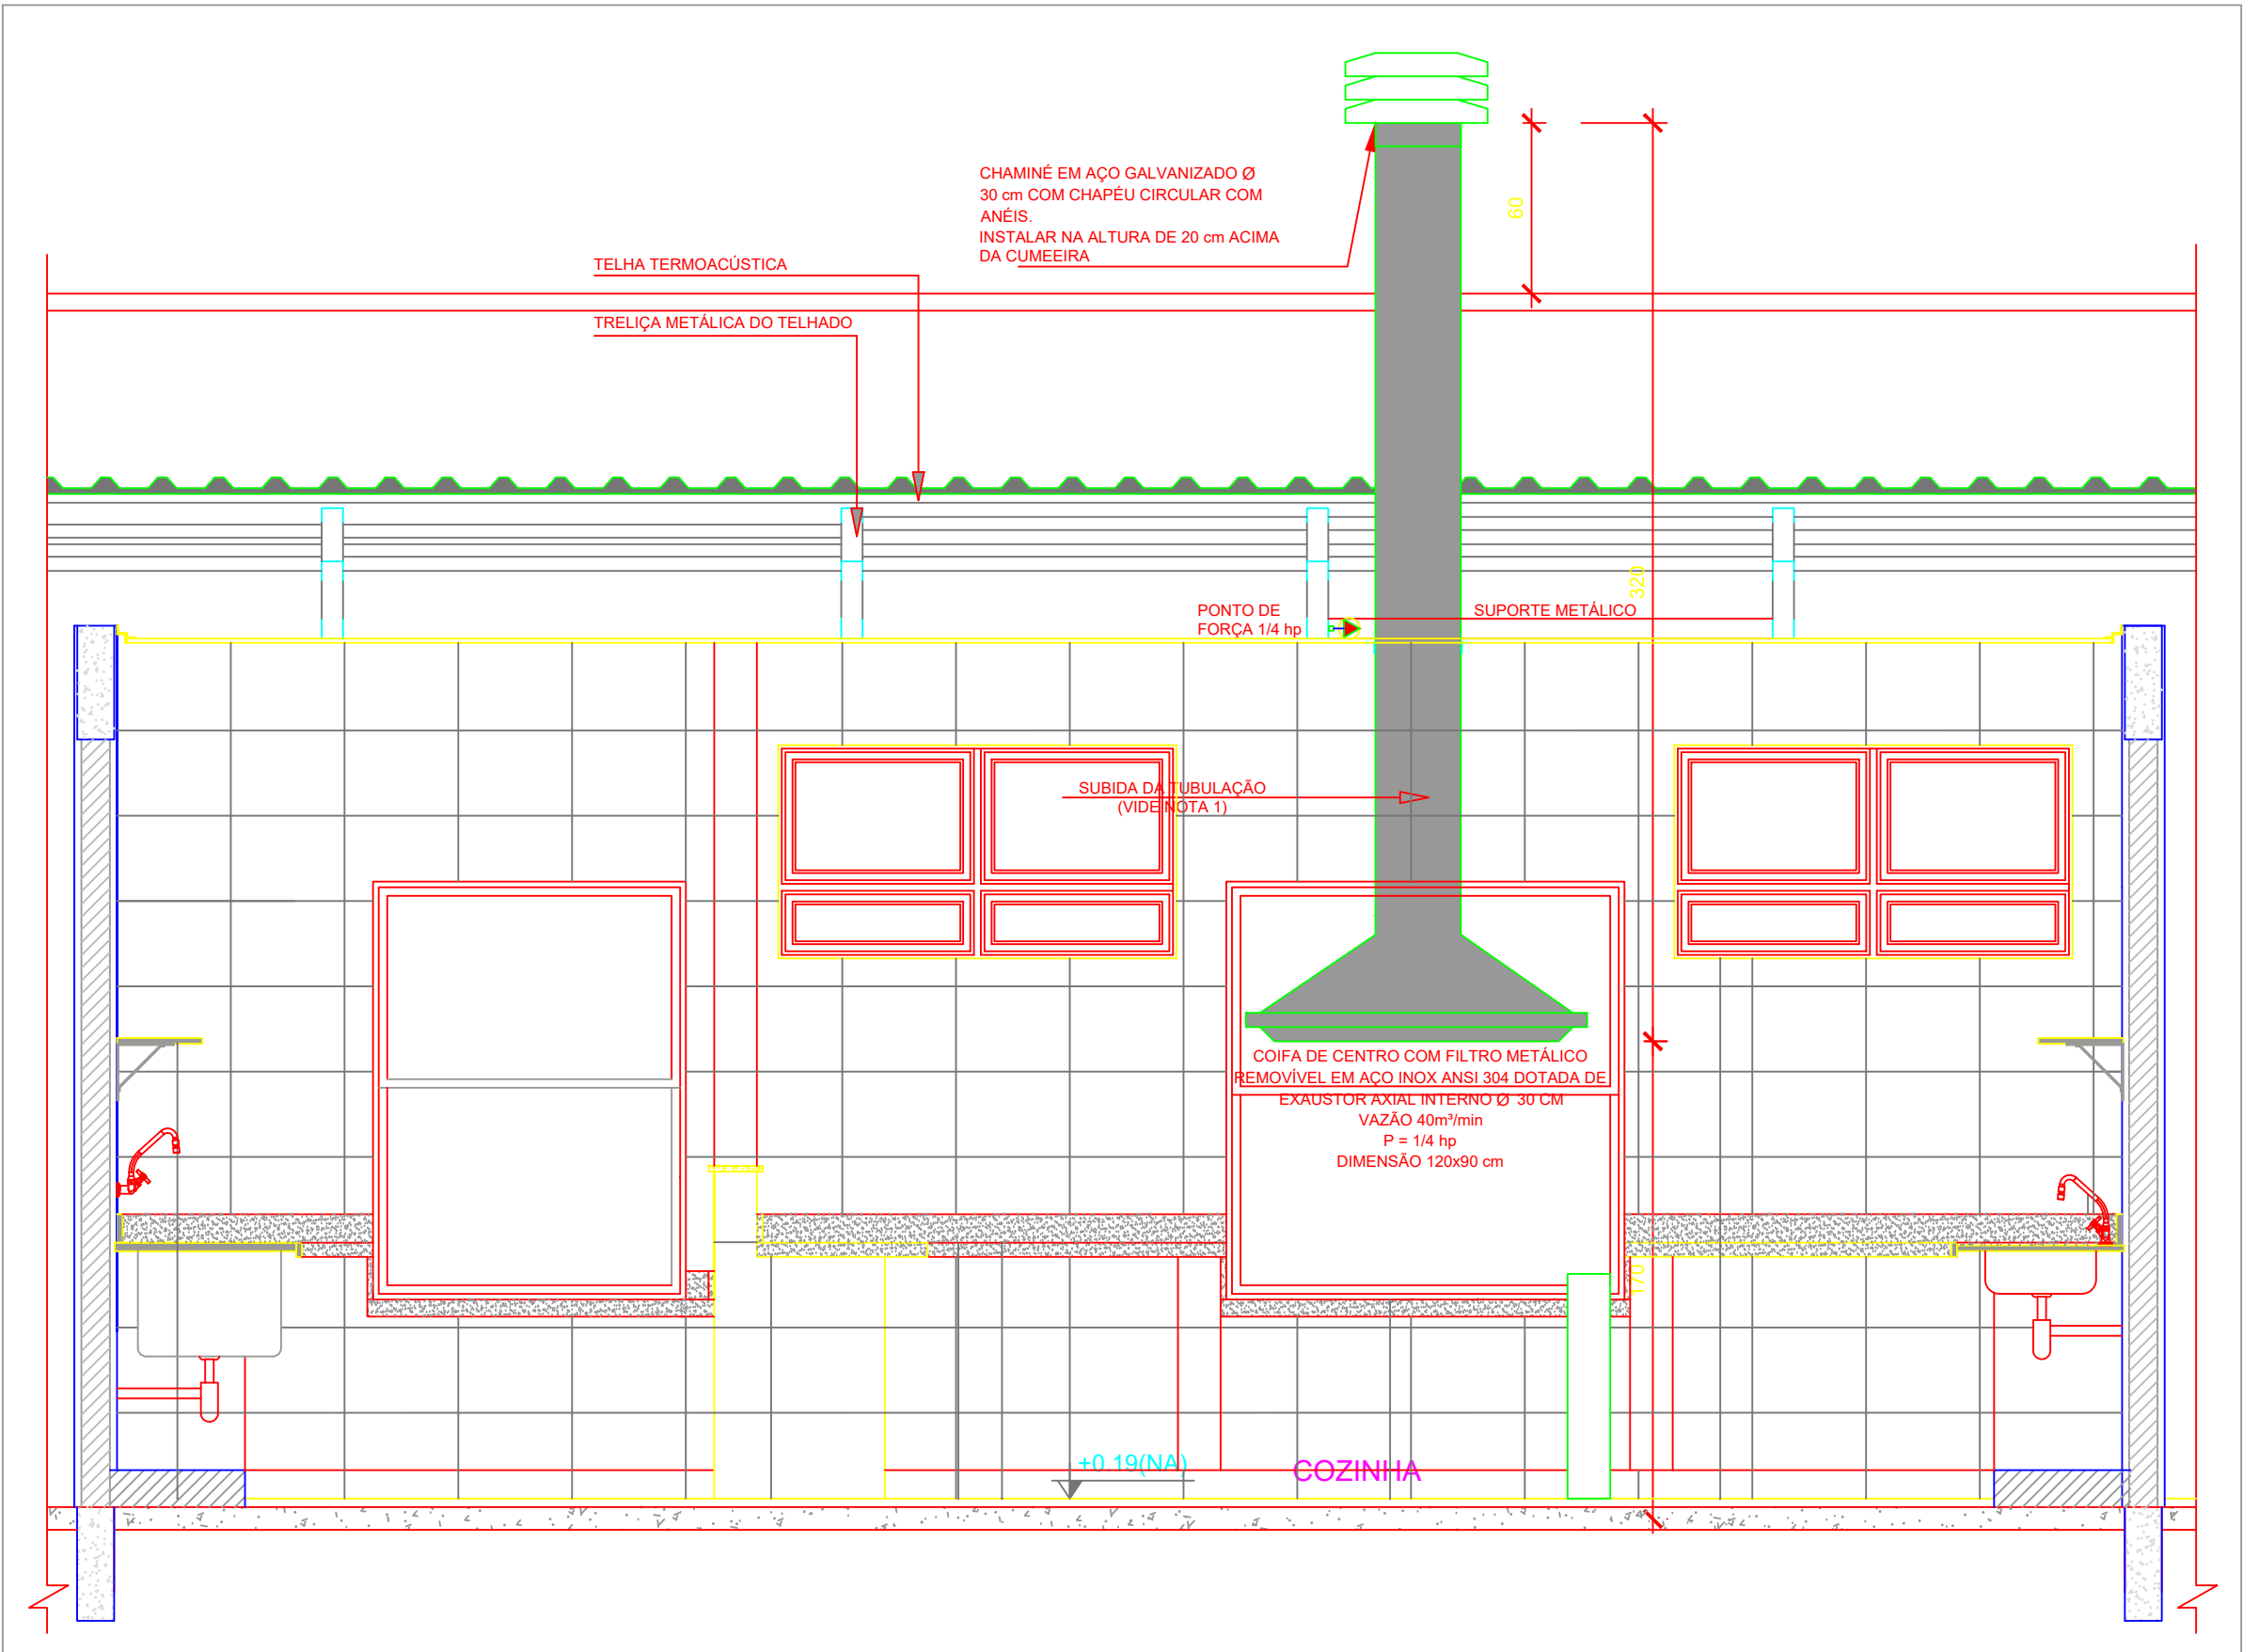 CHAMINÉ EM AÇO GALVANIZADO Ø
30 cm COM CHAPÉU CIRCULAR COM
ANÉIS.
INSTALAR NA ALTURA DE 20 cm ACIMA
DA CUMEEIRA
60
TELHA TERMOACÚSTICA
TRELIÇA METÁLICA DO TELHADO
320
PONTO DE
FORÇA 1/4 hp
SUPORTE METÁLICO
SUBIDA DA TUBULAÇÃO
(VIDE NOTA 1)
COIFA DE CENTRO COM FILTRO METÁLICO
REMOVÍVEL EM AÇO INOX ANSI 304 DOTADA DE
EXAUSTOR AXIAL INTERNO Ø 30 CM
VAZÃO 40m³/min
P = 1/4 hp
DIMENSÃO 120x90 cm
170
+0.19(NA)
COZINHA